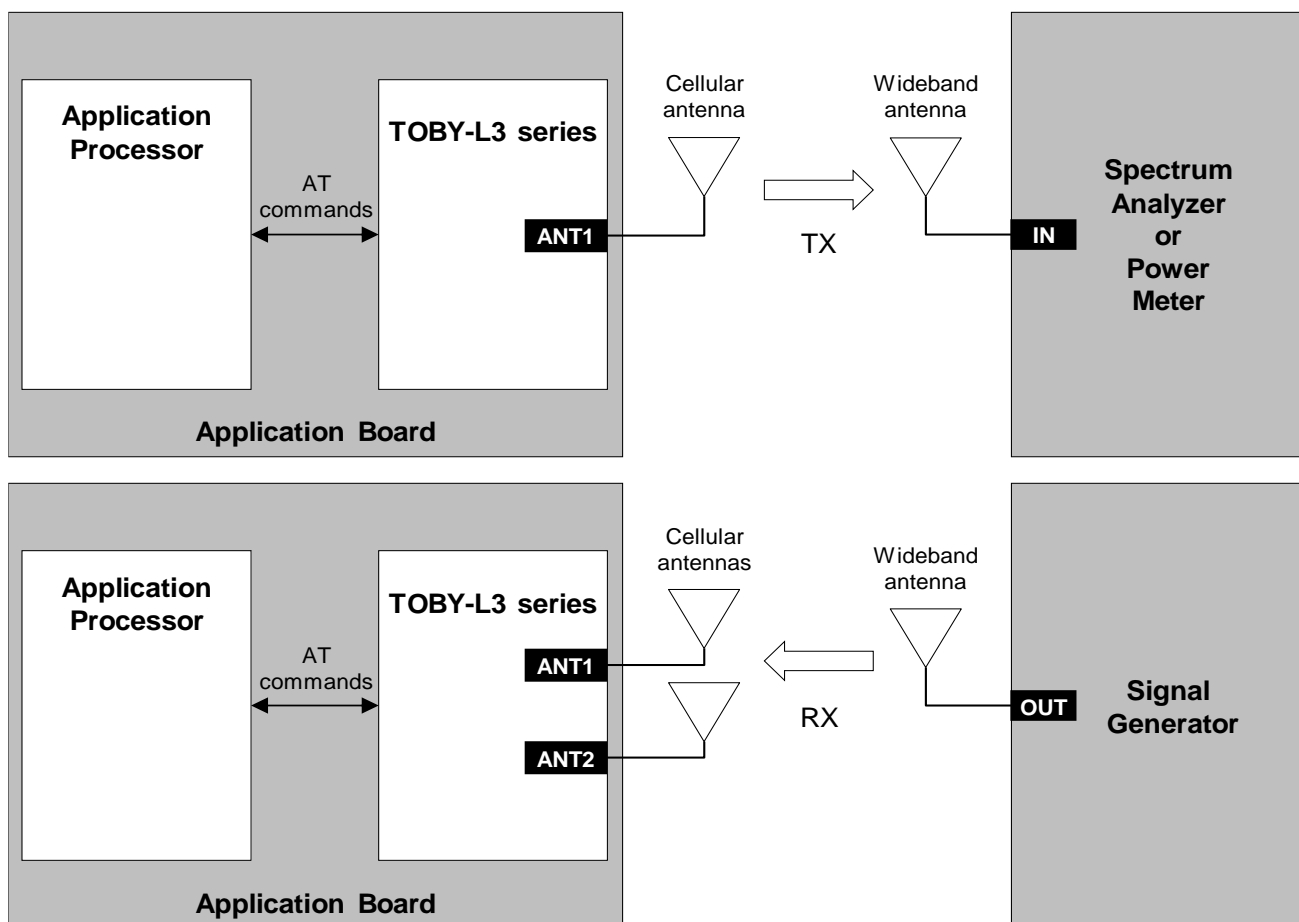 Application
Processor
AT
commands
TOBY-L3 series
ANT1
Application Board
Cellular
antenna
TX
Wideband
antenna
IN
Spectrum
Analyzer
or
Power
Meter
Application
Processor
AT
commands
TOBY-L3 series
ANT1
ANT2
Application Board
Cellular
antennas
RX
Wideband
antenna
OUT
Signal
Generator